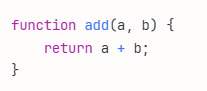 function add(a, b) {
    return a + b;
}